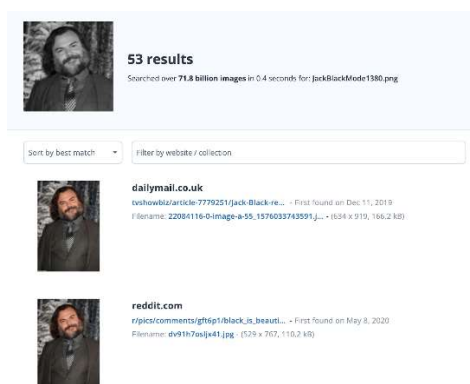 53 results
Searched over 71.8 billion images in 0.4 seconds for: JackBlackMode1380.png
Sort by best match
Filter by website / collection
dailymail.co.uk
tvshowbiz/article-7779251/Jack-Black-re... - First found on Dec 11, 2019
Filename: 22084116-0-image-a-55_1576033743591.j... - (634 x 919, 166.2 kB)
reddit.com
r/pics/comments/gft6p1/black_is_beauti... - First found on May 8, 2020
Filename: dv91h7osljx41.jpg - (529 x 767, 110.2 kB)